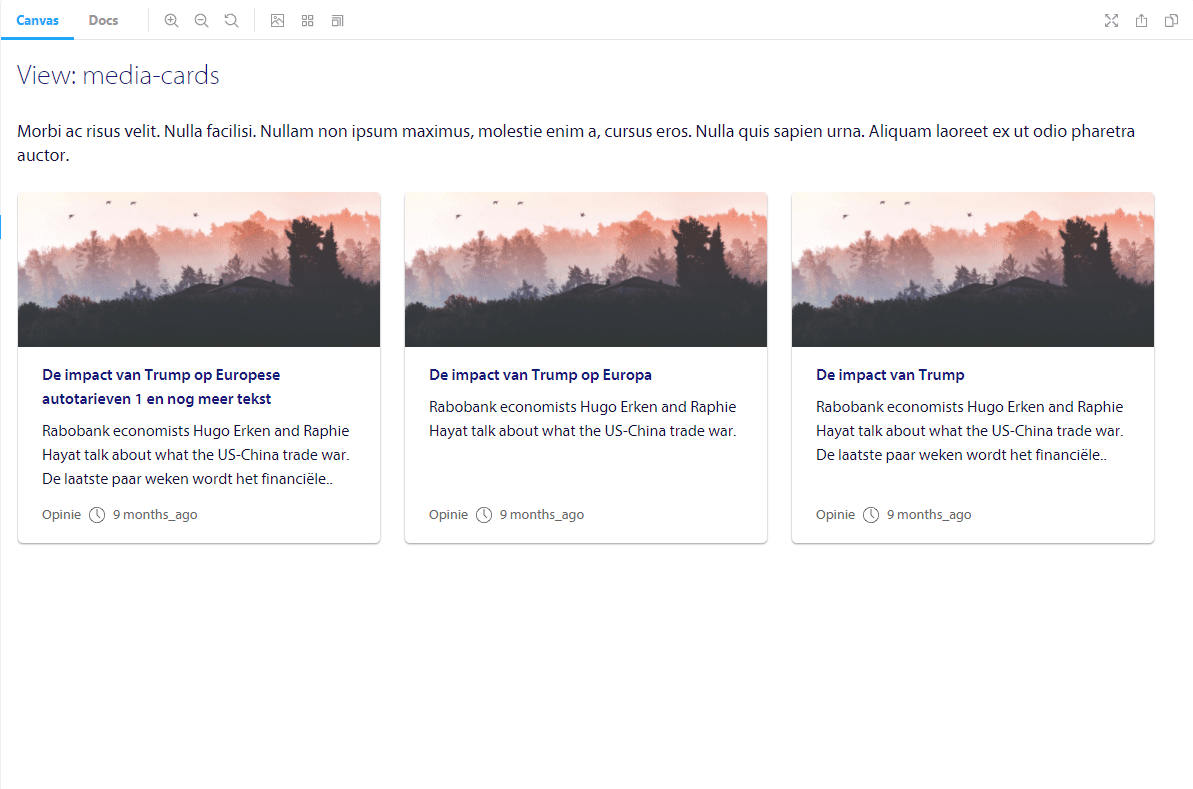 Canvas Docs
View: media-cards
Morbi ac risus velit. Nulla facilisi. Nullam non ipsum maximus, molestie enim a, cursus eros. Nulla quis sapien urna. Aliquam laoreet ex ut odio pharetra
auctor.
De impact van Trump op Europese
autotarieven 1 en nog meer tekst
Rabobank economists Hugo Erken and Raphie
Hayat talk about what the US-China trade war.
De laatste paar weken wordt het financiële..
Opinie 9 months_ago
De impact van Trump op Europa
Rabobank economists Hugo Erken and Raphie
Hayat talk about what the US-China trade war.
Opinie 9 months_ago
De impact van Trump
Rabobank economists Hugo Erken and Raphie
Hayat talk about what the US-China trade war.
De laatste paar weken wordt het financiële..
Opinie 9 months_ago